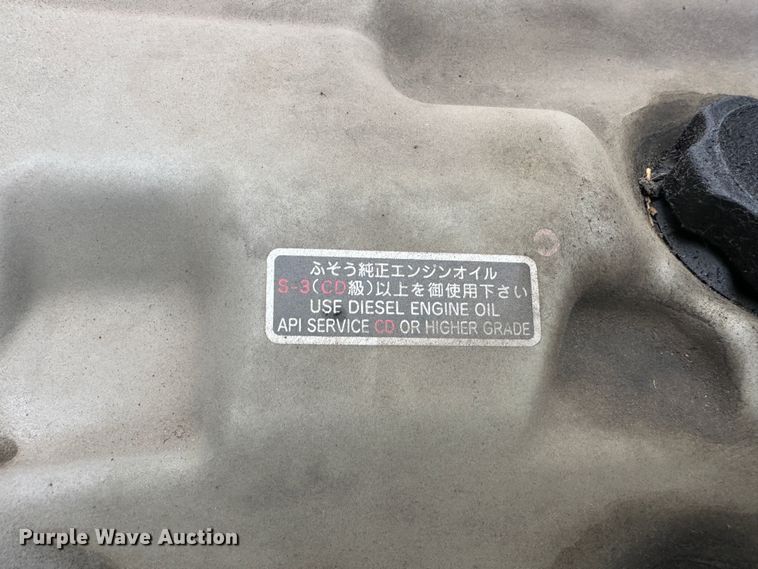 ふそう純正エンジンオイル
S-3(CD級)以上を御使用下さい
USE DIESEL ENGINE OIL
API SERVICE CD OR HIGHER GRADE
Purple Wave Auction